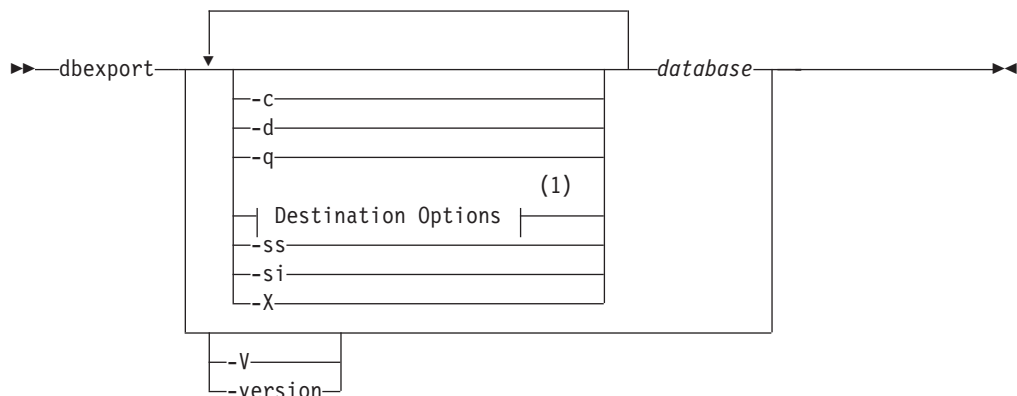 dbexport database
-c
-d
-q
(1)
Destination Options
-ss
-si
-X
-V
-version